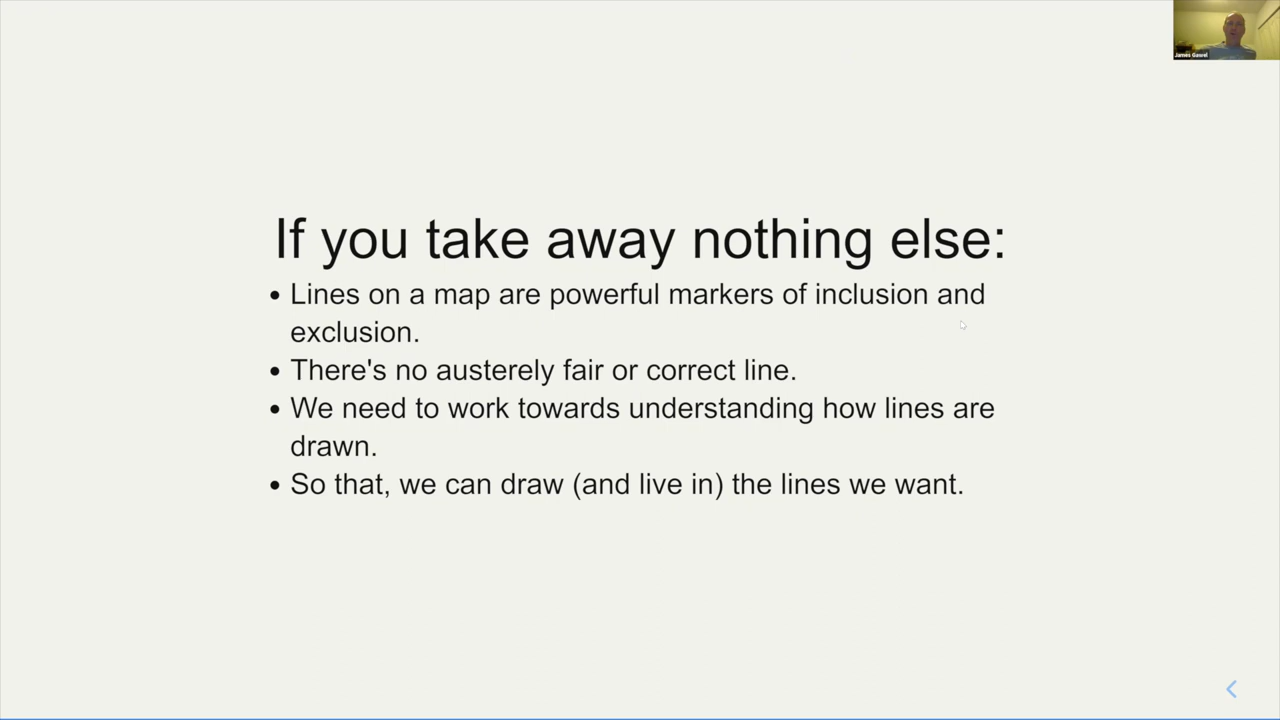 James Gawel
If you take away nothing else:
• Lines on a map are powerful markers of inclusion and
exclusion.
• There's no austerely fair or correct line.
• We need to work towards understanding how lines are
drawn.
• So that, we can draw (and live in) the lines we want.